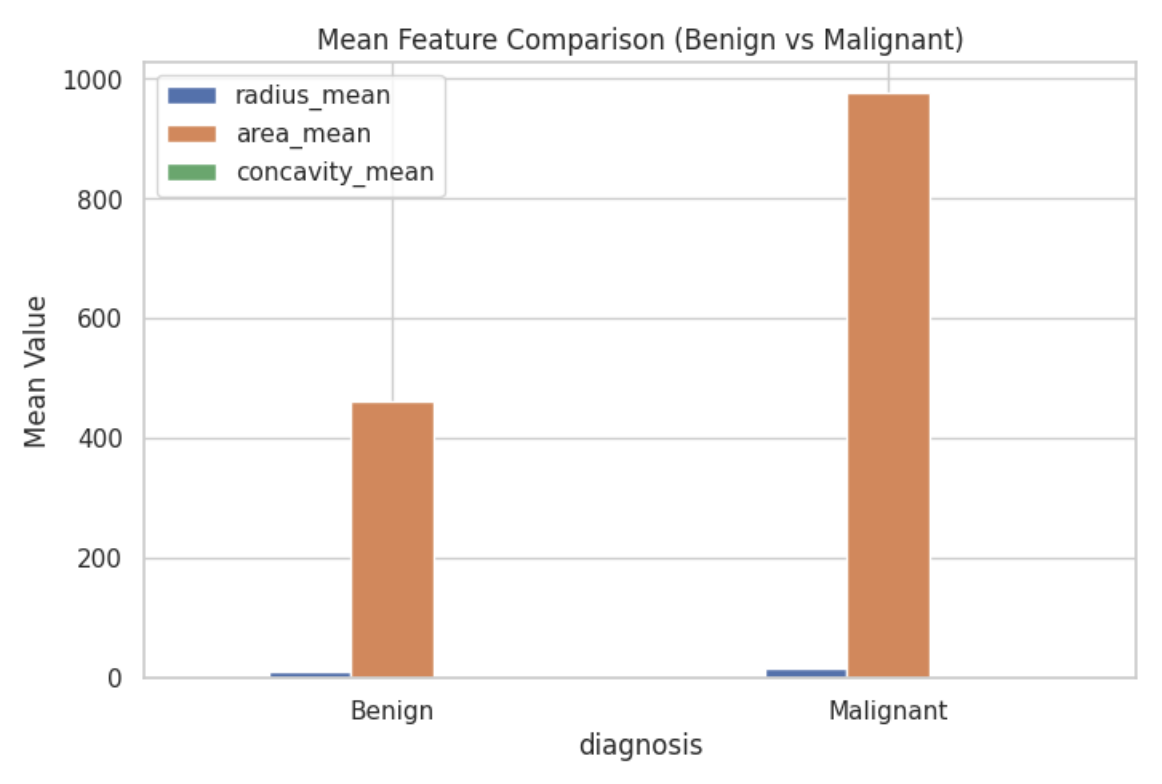 Mean Feature Comparison (Benign vs Malignant)
radius_mean
area_mean
concavity_mean
1000
800
600
400
200
0
Mean Value
Benign
Malignant
diagnosis